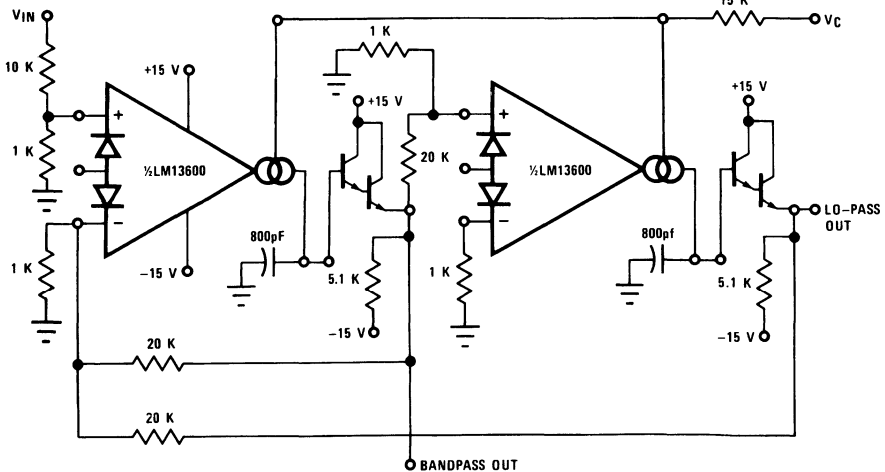 VIN
10 K
1 K
1 K
+15 V
-15 V
+
-
½LM13600
800pF
+15 V
5.1 K
-15 V
1 K
20 K
+
-
½LM13600
1 K
800pf
+15 V
5.1 K
-15 V
VC
LO-PASS
OUT
20 K
20 K
BANDPASS OUT